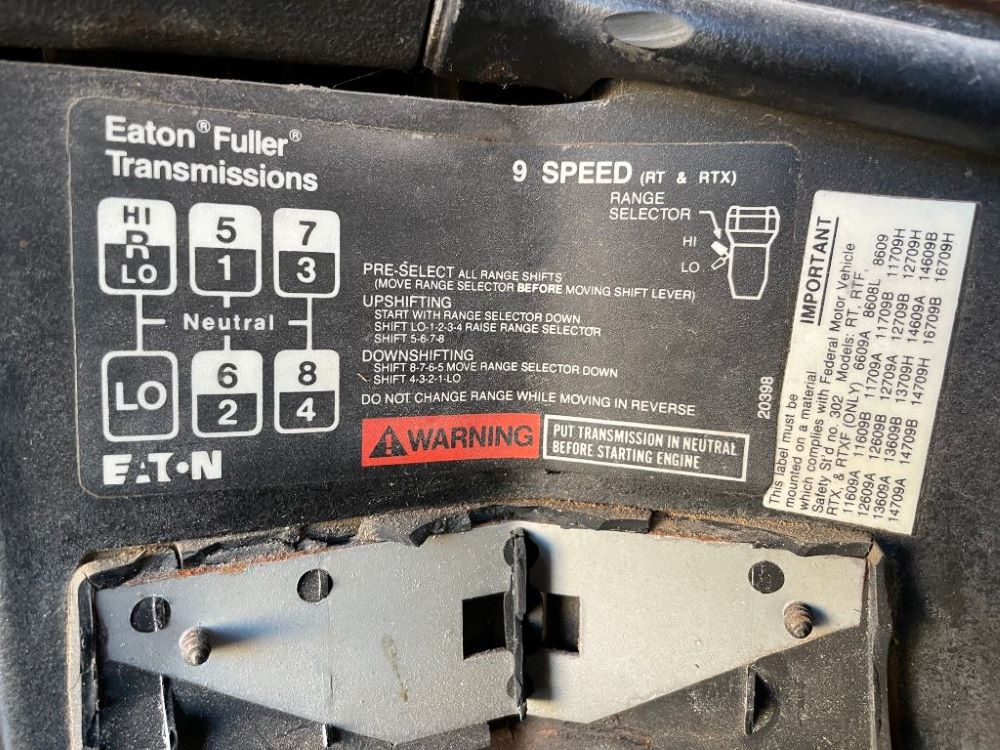 Eaton® Fuller®
Transmissions
9 SPEED (RT & RTX)
RANGE
SELECTOR
HI
LO
HI
R
LO
5
1
7
3
Neutral
LO
6
2
8
4
EATON
PRE-SELECT ALL RANGE SHIFTS
(MOVE RANGE SELECTOR BEFORE MOVING SHIFT LEVER)
UPSHIFTING
START WITH RANGE SELECTOR DOWN
SHIFT LO-1-2-3-4 RAISE RANGE SELECTOR
SHIFT 5-6-7-8
DOWNSHIFTING
SHIFT 8-7-6-5 MOVE RANGE SELECTOR DOWN
SHIFT 4-3-2-1-LO
DO NOT CHANGE RANGE WHILE MOVING IN REVERSE
WARNING
PUT TRANSMISSION IN NEUTRAL
BEFORE STARTING ENGINE
20398
IMPORTANT
This label must be
mounted on a material
which complies with Federal Motor Vehicle
Safety St'd no. 302 Models: RT, RTF,
RTX, & RTXF (ONLY) 6609A 8608L 8609
11609A 11609B 11709A 11709B 11709H
12609A 12609B 12709A 12709B 12709H
13609A 13609B 13709H 14609A 14609B
14709A 14709B 14709H 16709B 16709H